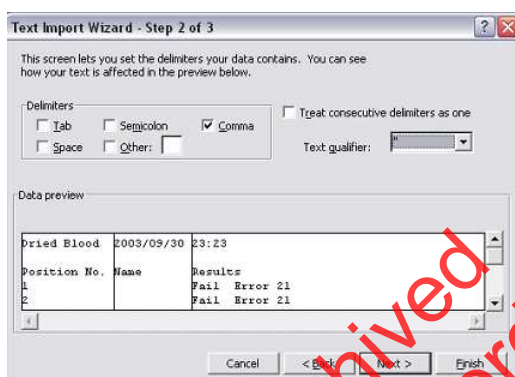 Text Import Wizard - Step 2 of 3
This screen lets you set the delimiters your data contains. You can see
how your text is affected in the preview below.
Delimiters
Tab Semicolon Comma
Space Other:
Treat consecutive delimiters as one
Text qualifier: "
Data preview
Dried Blood 2003/09/30 23:23
Position No. Name Results
1 Fail Error 21
2 Fail Error 21
Cancel < Back Next > Finish